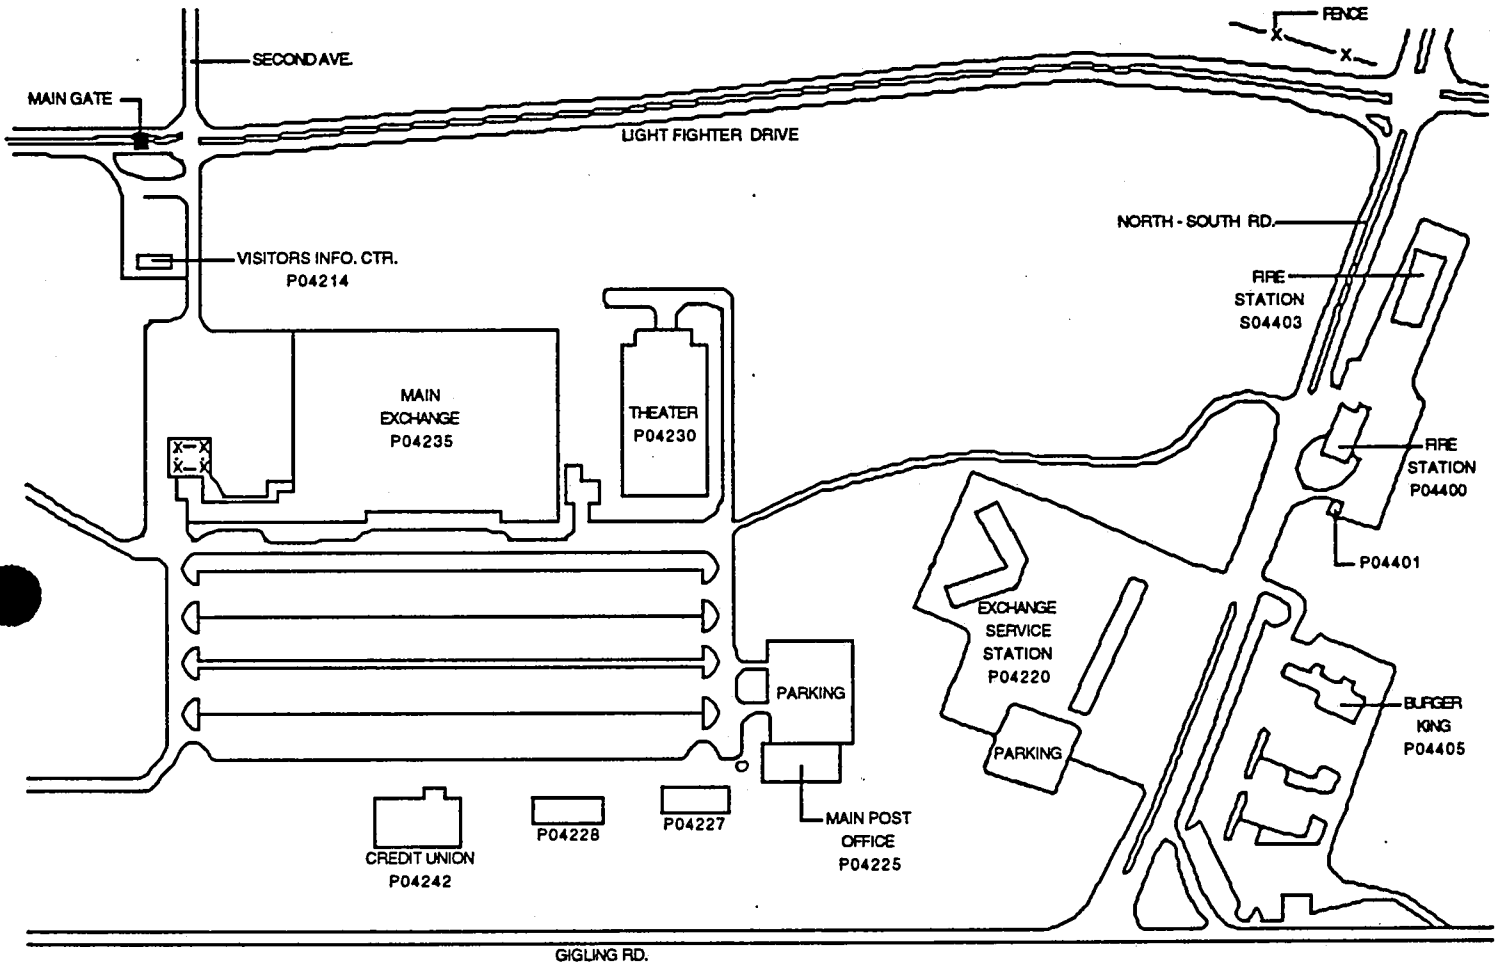 FENCE
SECOND AVE.
MAIN GATE
LIGHT FIGHTER DRIVE
NORTH - SOUTH RD.
VISITORS INFO. CTR.
P04214
FIRE
STATION
S04403
MAIN
EXCHANGE
P04235
THEATER
P04230
FIRE
STATION
P04400
X-X
X-X
P04401
EXCHANGE
SERVICE
STATION
P04220
PARKING
BURGER
KING
P04405
PARKING
P04228
P04227
MAIN POST
OFFICE
P04225
CREDIT UNION
P04242
GIGLING RD.